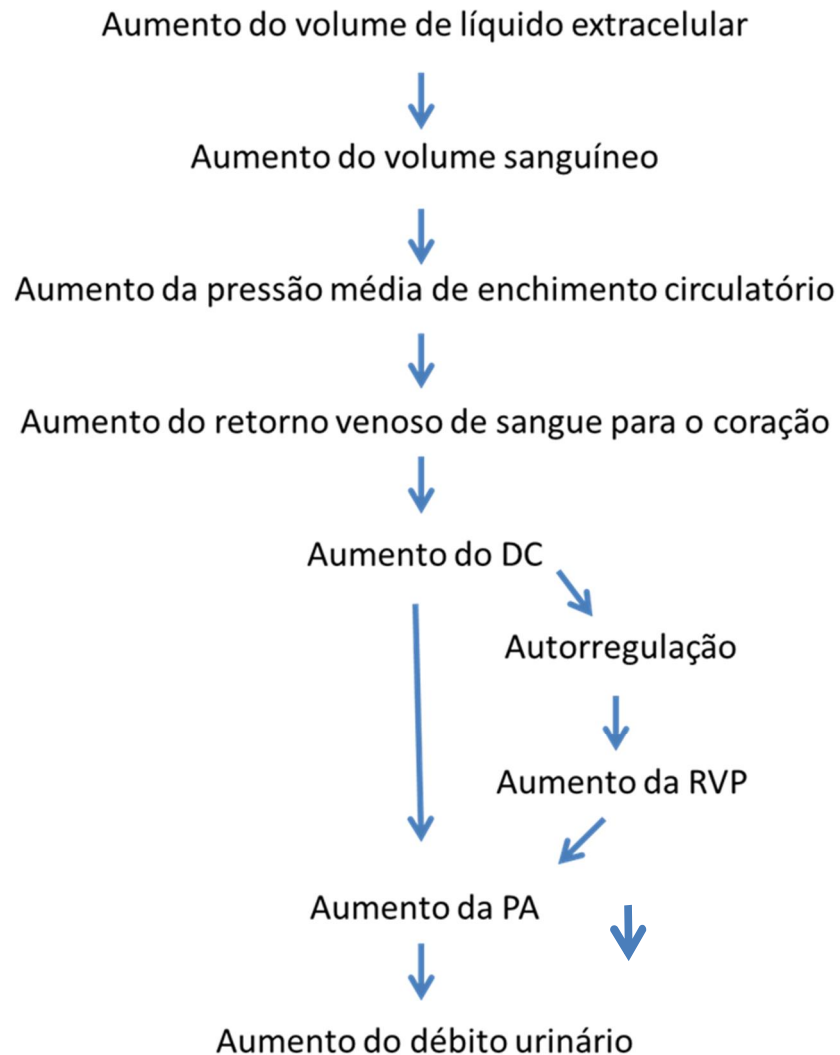 Aumento do volume de líquido extracelular
Aumento do volume sanguíneo
Aumento da pressão média de enchimento circulatório
Aumento do retorno venoso de sangue para o coração
Aumento do DC
Autorregulação
Aumento da RVP
Aumento da PA
Aumento do débito urinário